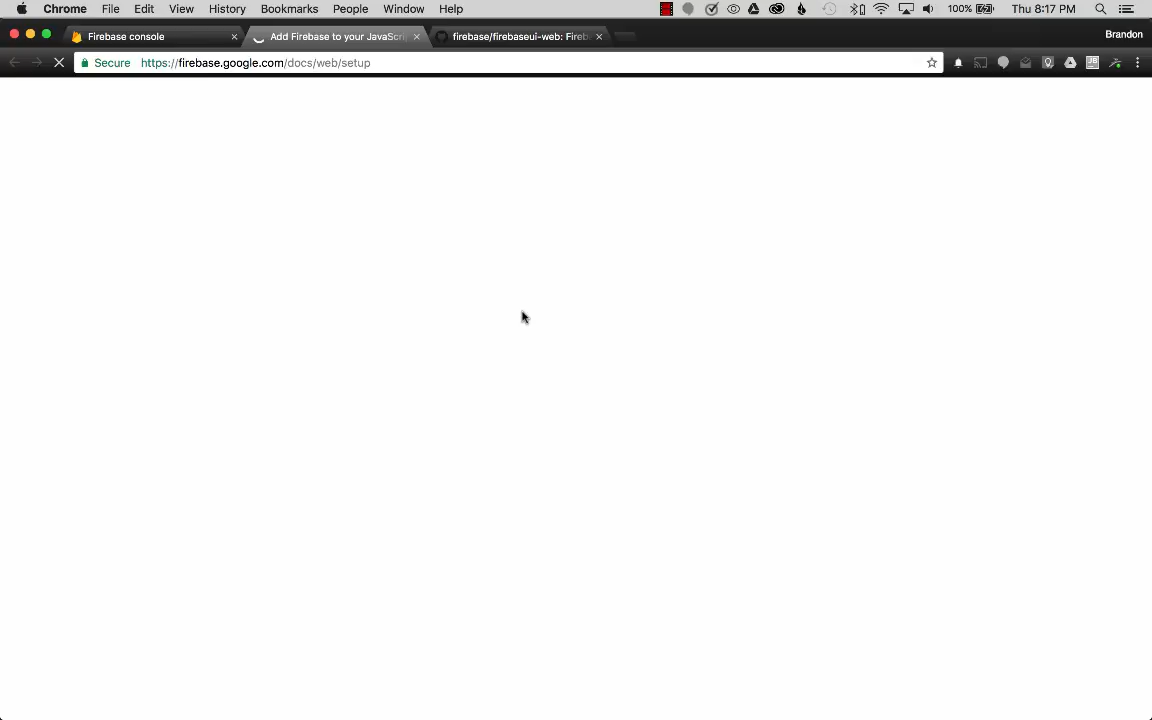 Chrome File Edit View History Bookmarks People Window Help 100% Thu 8:17 PM
Firebase console Add Firebase to your JavaScri firebase/firebaseui-web: Fireb Brandon
Secure https://firebase.google.com/docs/web/setup